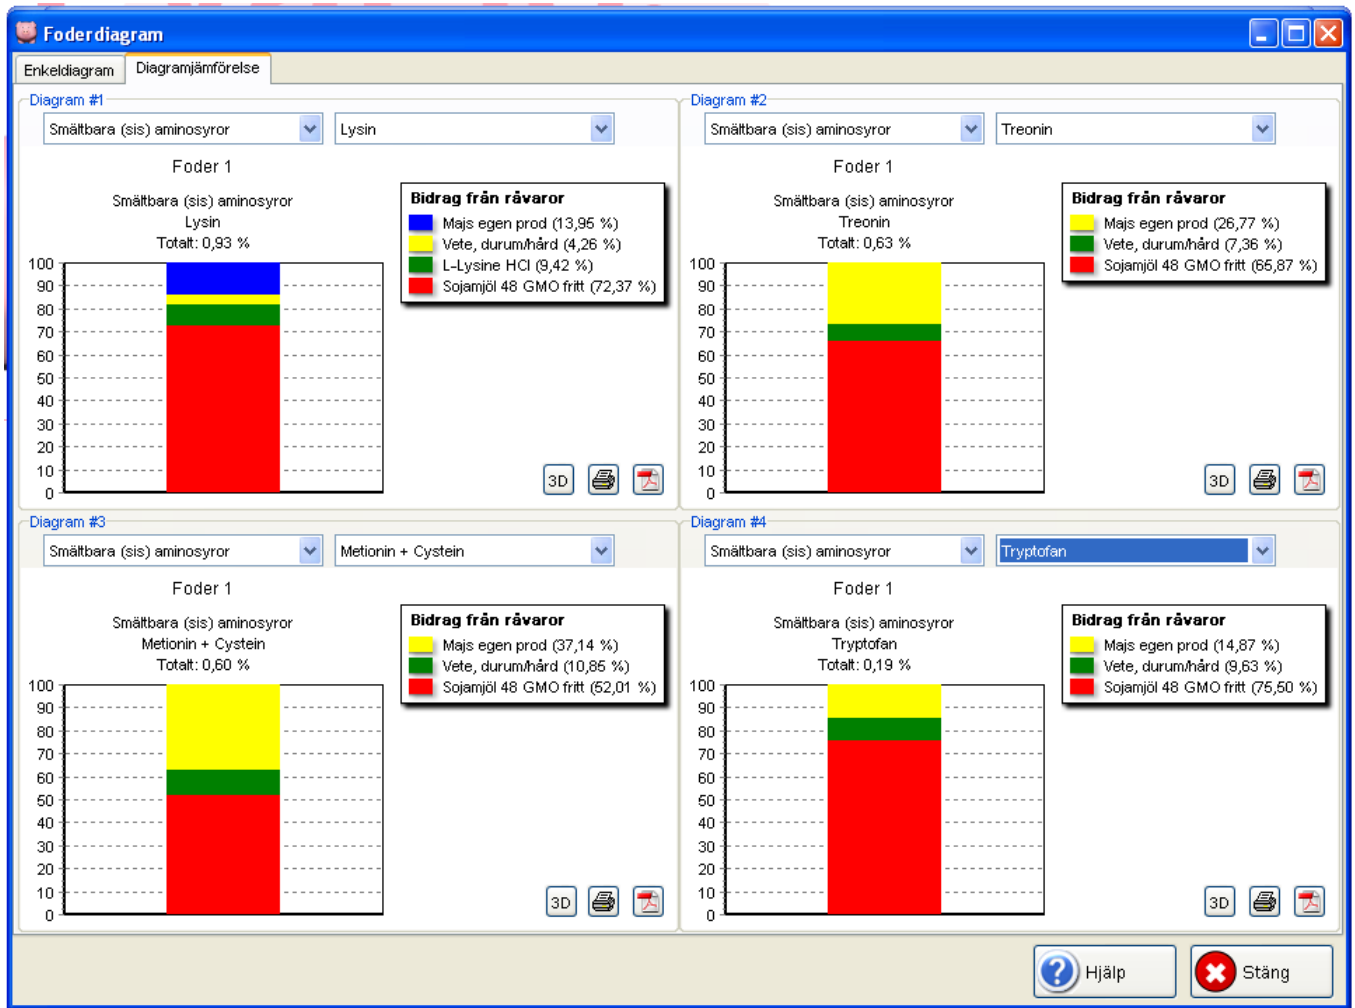 Foderdiagram
Enkeldiagram
Diagramjämförelse
Diagram #1
Smältbara (sis) aminosyror
Lysin
Foder 1
Smältbara (sis) aminosyror
Lysin
Totalt: 0,93 %
Bidrag från råvaror
Majs egen prod (13,95 %)
Vete, durum/hård (4,26 %)
L-Lysine HCl (9,42 %)
Sojamjöl 48 GMO fritt (72,37 %)
100
90
80
70
60
50
40
30
20
10
0
3D
Diagram #2
Smältbara (sis) aminosyror
Treonin
Foder 1
Smältbara (sis) aminosyror
Treonin
Totalt: 0,63 %
Bidrag från råvaror
Majs egen prod (26,77 %)
Vete, durum/hård (7,36 %)
Sojamjöl 48 GMO fritt (65,87 %)
100
90
80
70
60
50
40
30
20
10
0
3D
Diagram #3
Smältbara (sis) aminosyror
Metionin + Cystein
Foder 1
Smältbara (sis) aminosyror
Metionin + Cystein
Totalt: 0,60 %
Bidrag från råvaror
Majs egen prod (37,14 %)
Vete, durum/hård (10,85 %)
Sojamjöl 48 GMO fritt (52,01 %)
100
90
80
70
60
50
40
30
20
10
0
3D
Diagram #4
Smältbara (sis) aminosyror
Tryptofan
Foder 1
Smältbara (sis) aminosyror
Tryptofan
Totalt: 0,19 %
Bidrag från råvaror
Majs egen prod (14,87 %)
Vete, durum/hård (9,63 %)
Sojamjöl 48 GMO fritt (75,50 %)
100
90
80
70
60
50
40
30
20
10
0
3D
Hjälp
Stäng